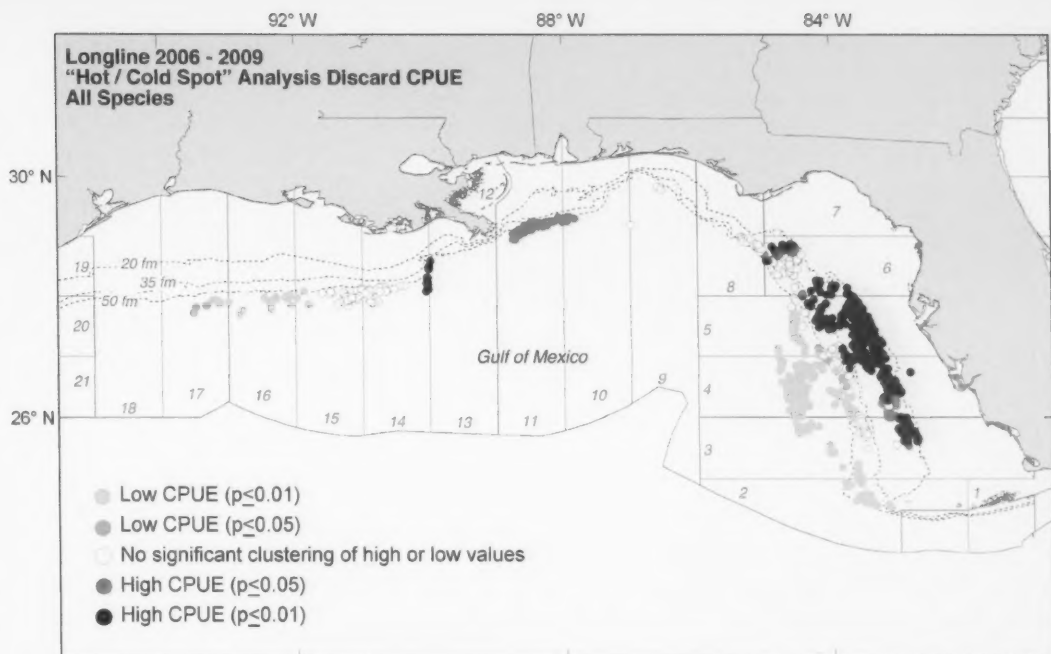 92° W 88° W 84° W
Longline 2006 - 2009
“Hot / Cold Spot” Analysis Discard CPUE
All Species
30° N
12
7
19
20 fm
6
35 fm
8
50 fm
20
5
Gulf of Mexico
21
4
9
17
16
10
18
26° N
15
14
13
11
3
2
1
Low CPUE (p≤0.01)
Low CPUE (p≤0.05)
No significant clustering of high or low values
High CPUE (p≤0.05)
High CPUE (p≤0.01)